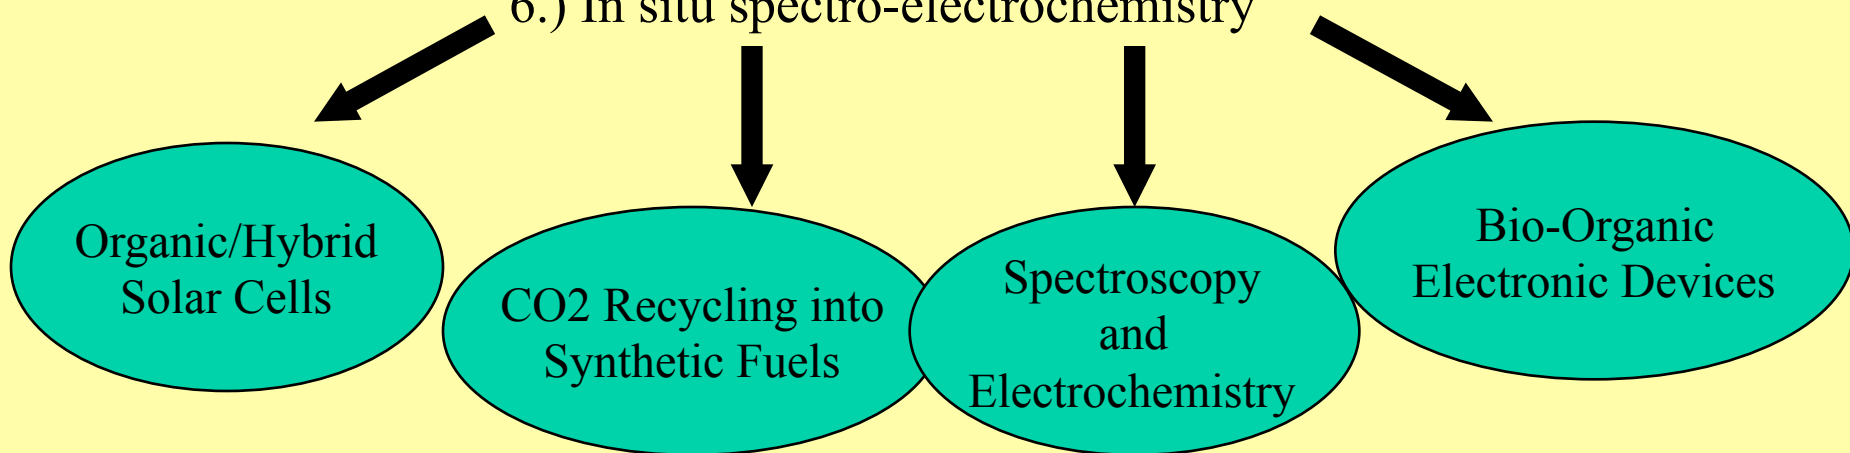 6.) In situ spectro-electrochemistry
Organic/Hybrid
Solar Cells
CO2 Recycling into
Synthetic Fuels
Spectroscopy
and
Electrochemistry
Bio-Organic
Electronic Devices